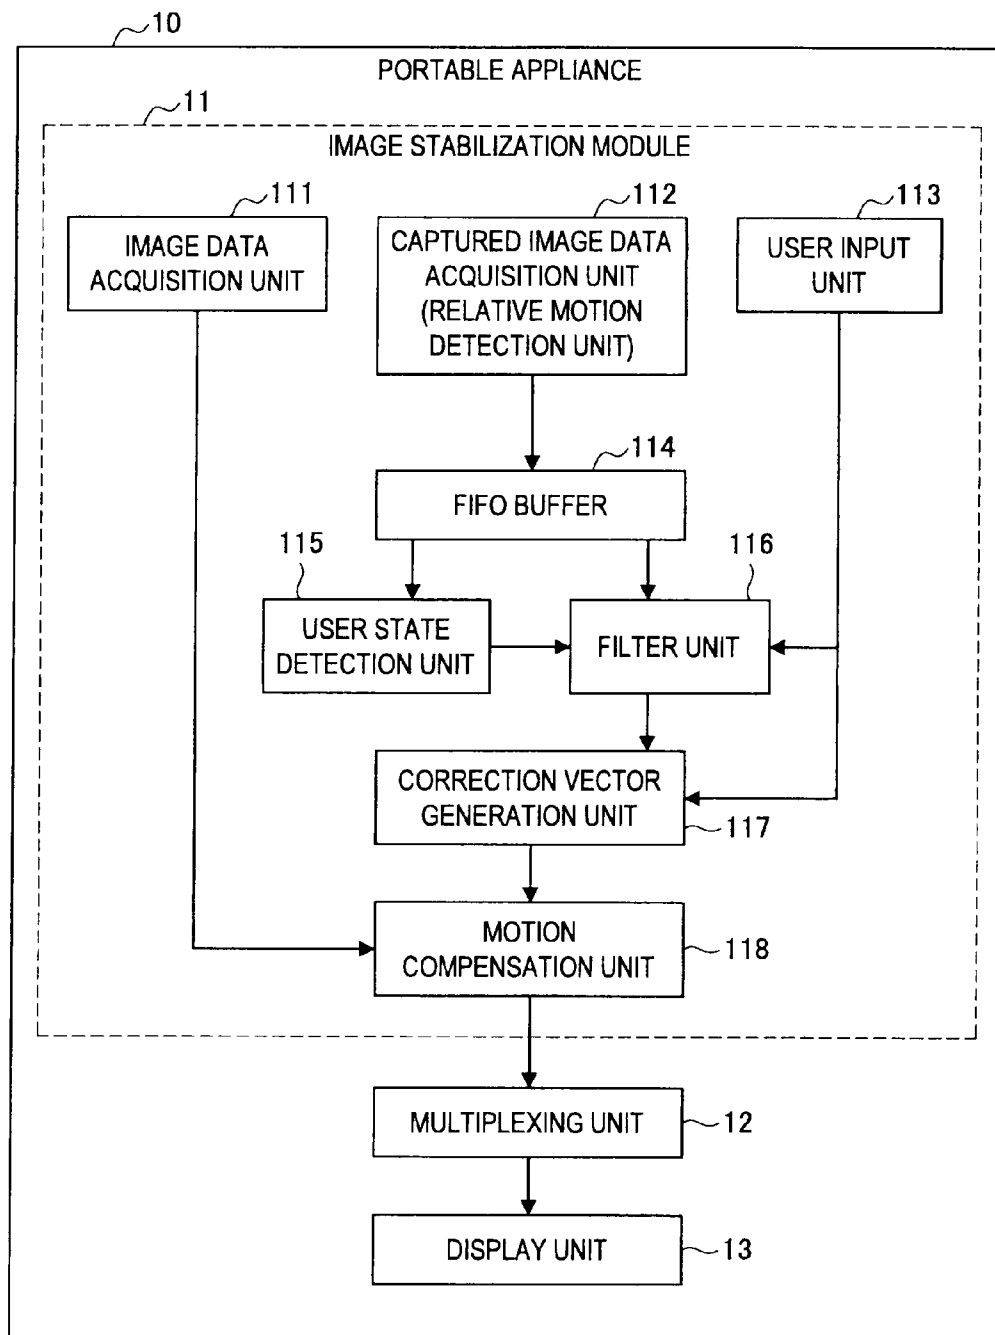 10
PORTABLE APPLIANCE
11
IMAGE STABILIZATION MODULE
111
IMAGE DATA
ACQUISITION UNIT
112
CAPTURED IMAGE DATA
ACQUISITION UNIT
(RELATIVE MOTION
DETECTION UNIT)
113
USER INPUT
UNIT
114
FIFO BUFFER
115
USER STATE
DETECTION UNIT
116
FILTER UNIT
CORRECTION VECTOR
GENERATION UNIT
117
MOTION
COMPENSATION UNIT
118
MULTIPLEXING UNIT
12
DISPLAY UNIT
13